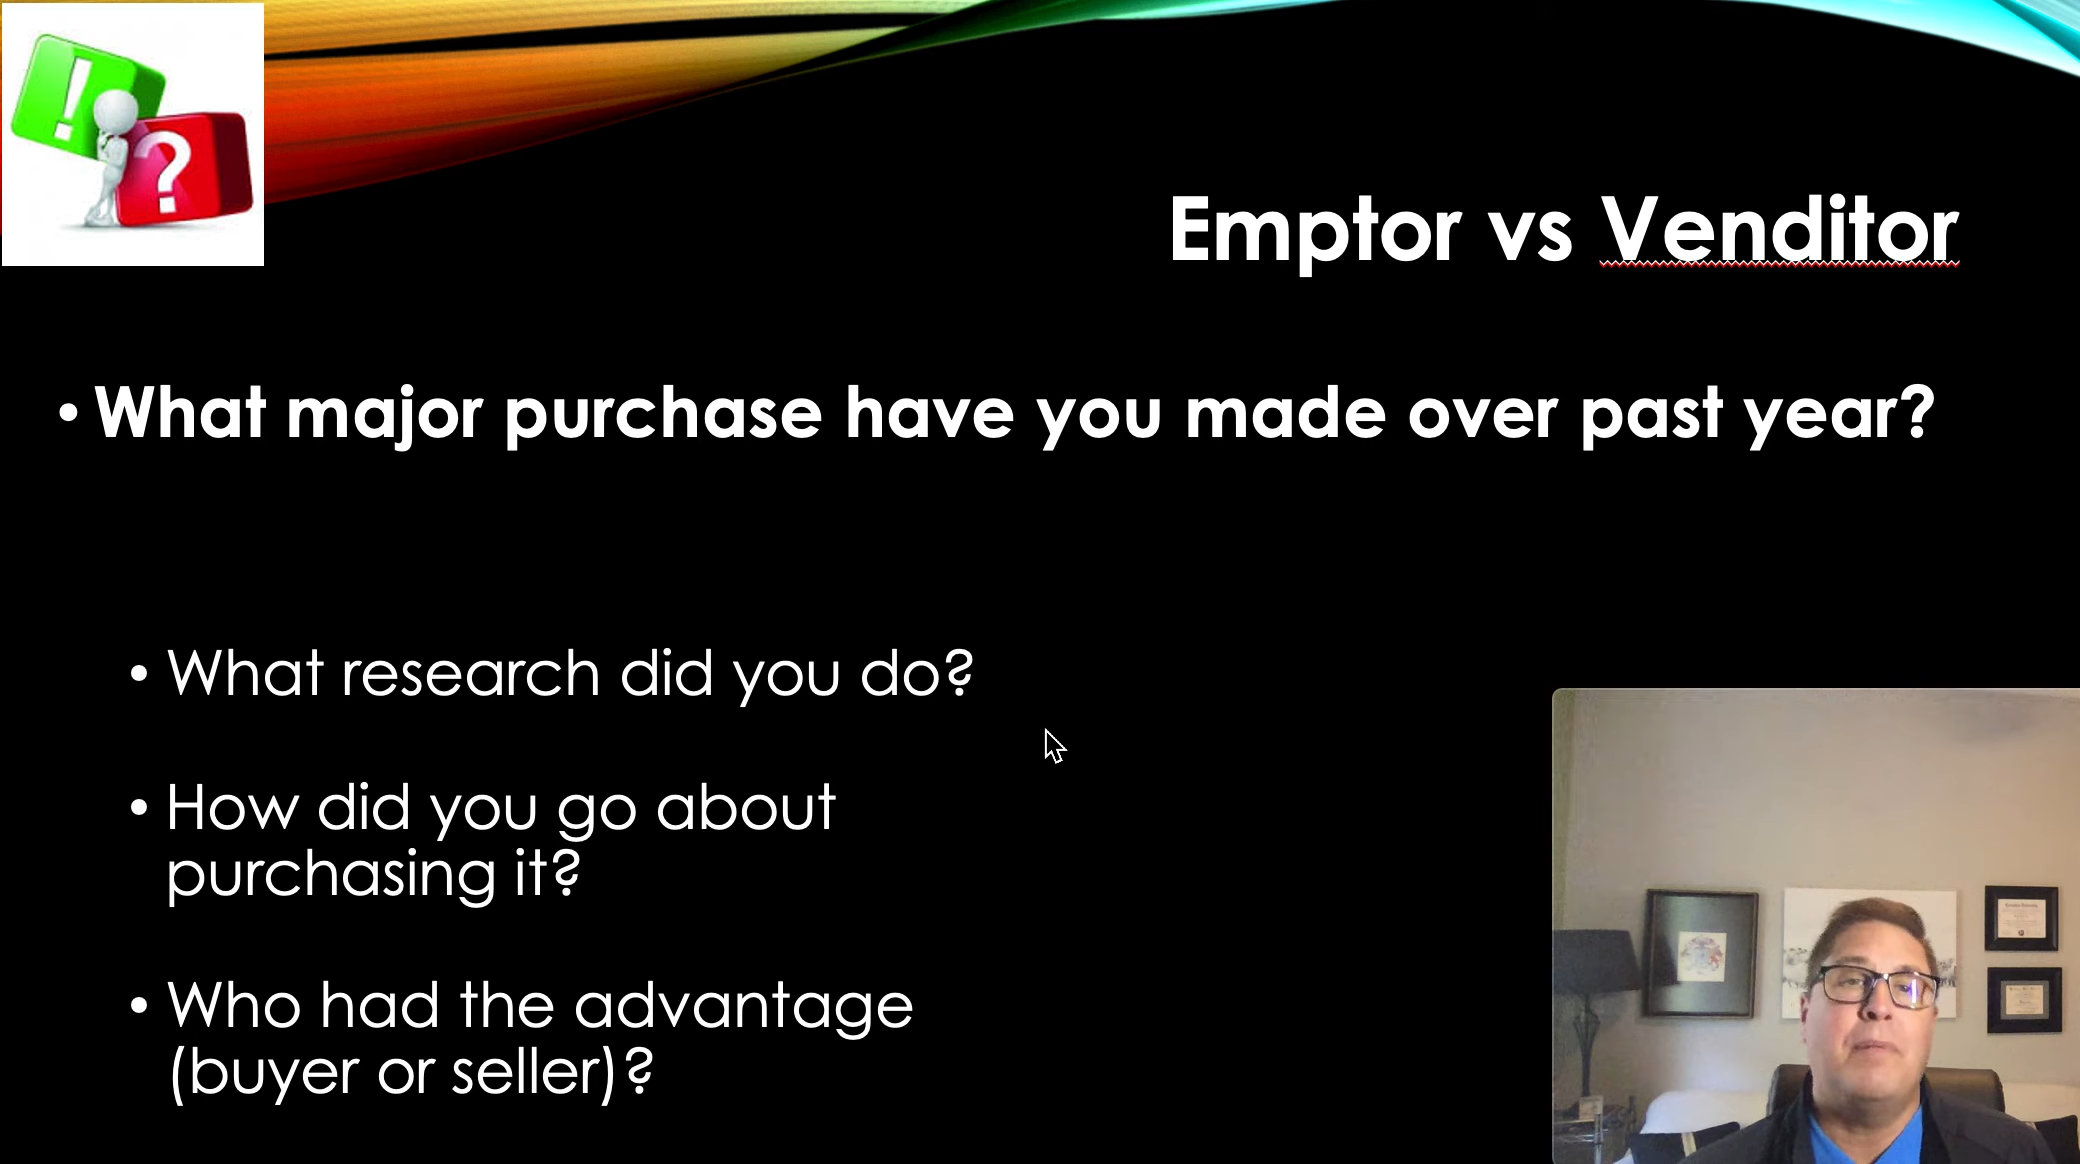 !
?
Emptor vs Venditor
• What major purchase have you made over past year?
• What research did you do?
• How did you go about
purchasing it?
• Who had the advantage
(buyer or seller)?